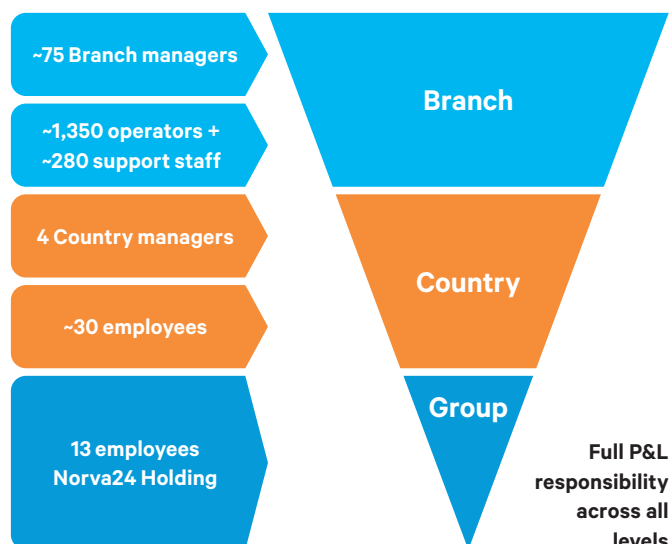 ~75 Branch managers
Branch
~1,350 operators +
~280 support staff
4 Country managers
Country
~30 employees
Group
13 employees
Norva24 Holding
Full P&L
responsibility
across all
levels